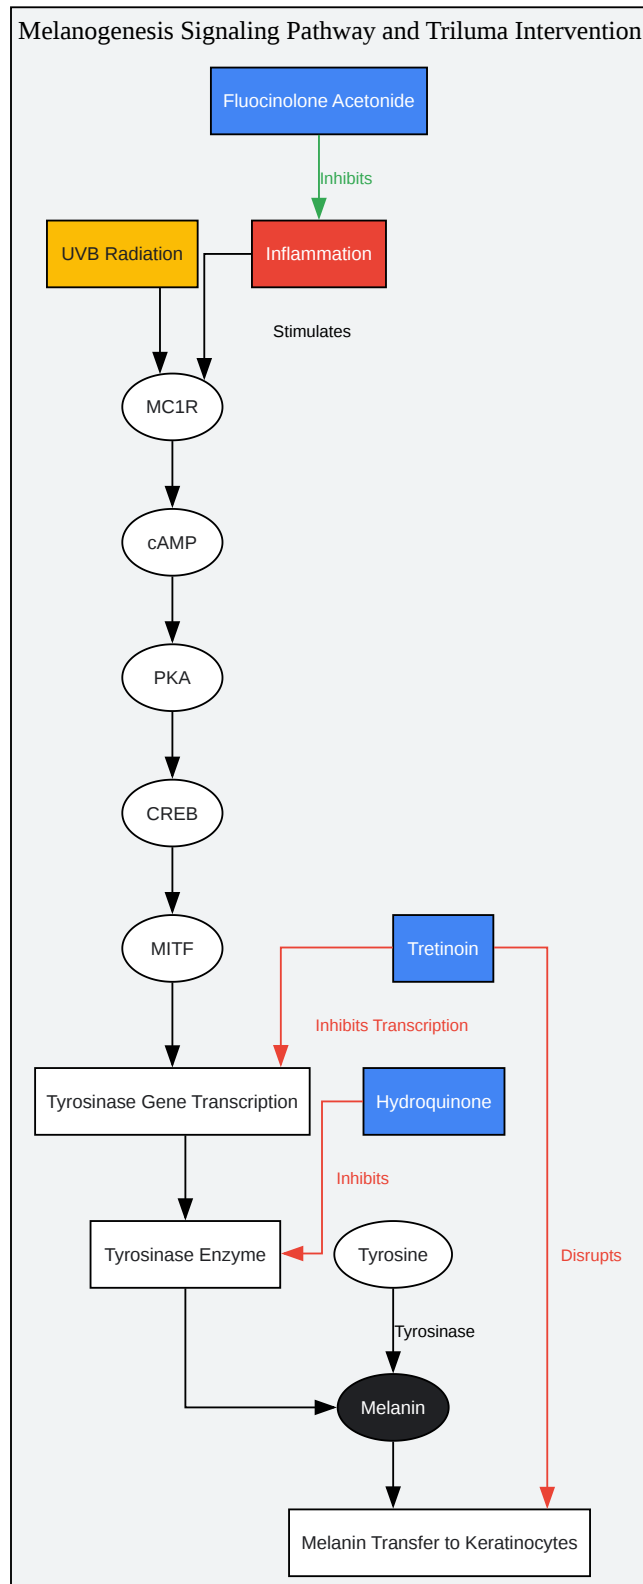 Melanogenesis Signaling Pathway and Triluma Intervention
Fluocinolone Acetonide
Inhibits
UVB Radiation
Inflammation
Stimulates
MC1R
cAMP
PKA
CREB
MITF
Tretinoin
Inhibits Transcription
Tyrosinase Gene Transcription
Hydroquinone
Inhibits
Tyrosinase Enzyme
Tyrosine
Disrupts
Tyrosinase
Melanin
Melanin Transfer to Keratinocytes